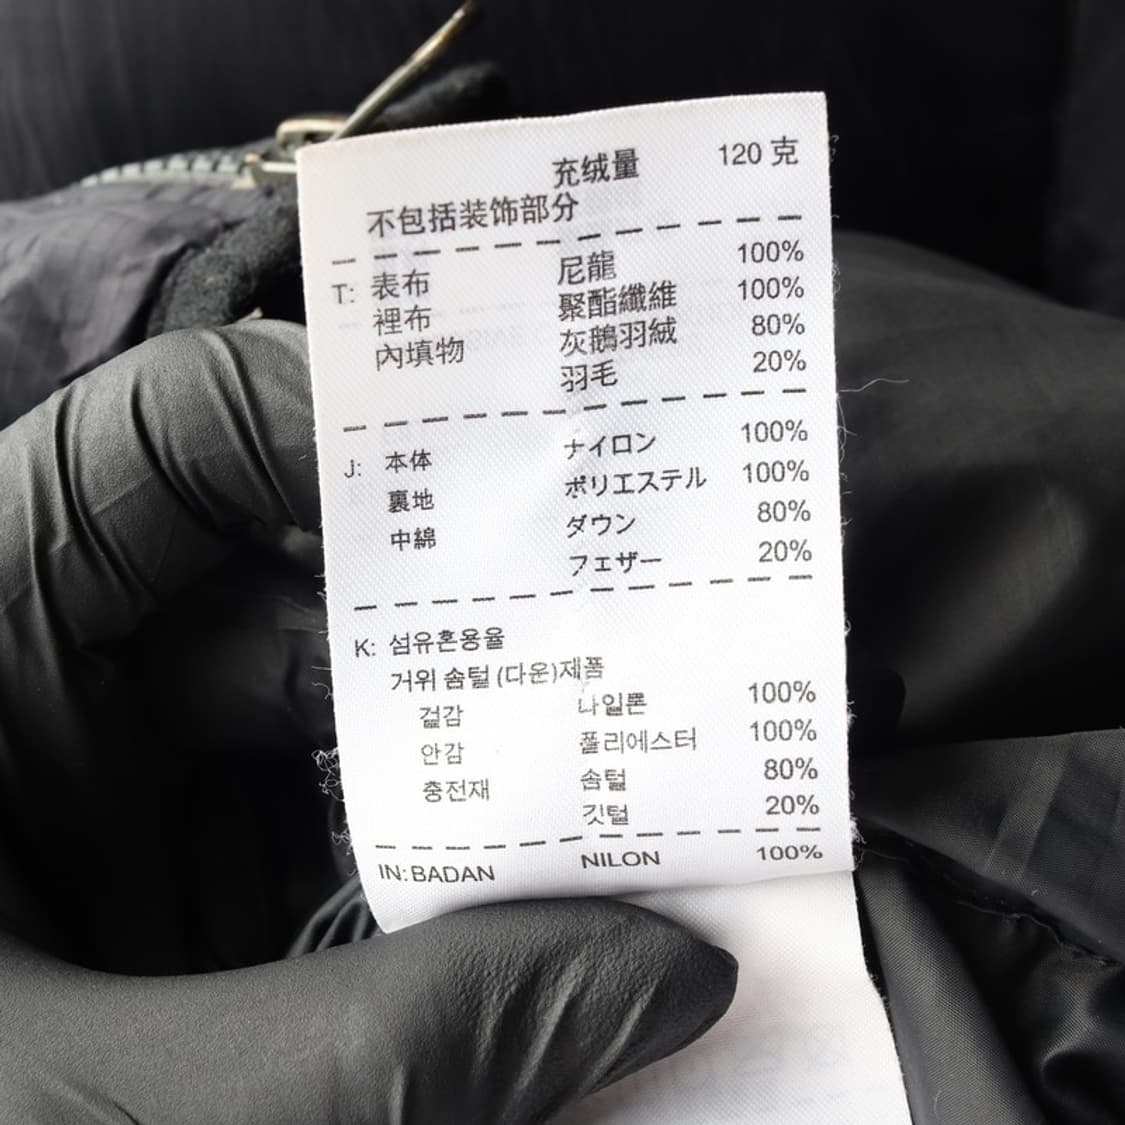 充绒量 120 克
不包括装饰部分
T: 表布 尼龍 100%
裡布 聚酯纖維 100%
內填物 灰鵝羽絨 80%
羽毛 20%
J: 本体 ナイロン 100%
裏地 ポリエステル 100%
中綿 ダウン 80%
フェザー 20%
K: 섬유혼용율
거위 솜털 (다운)제품
겉감 나일론 100%
안감 폴리에스터 100%
충전재 솜털 80%
깃털 20%
IN: BADAN NILON 100%